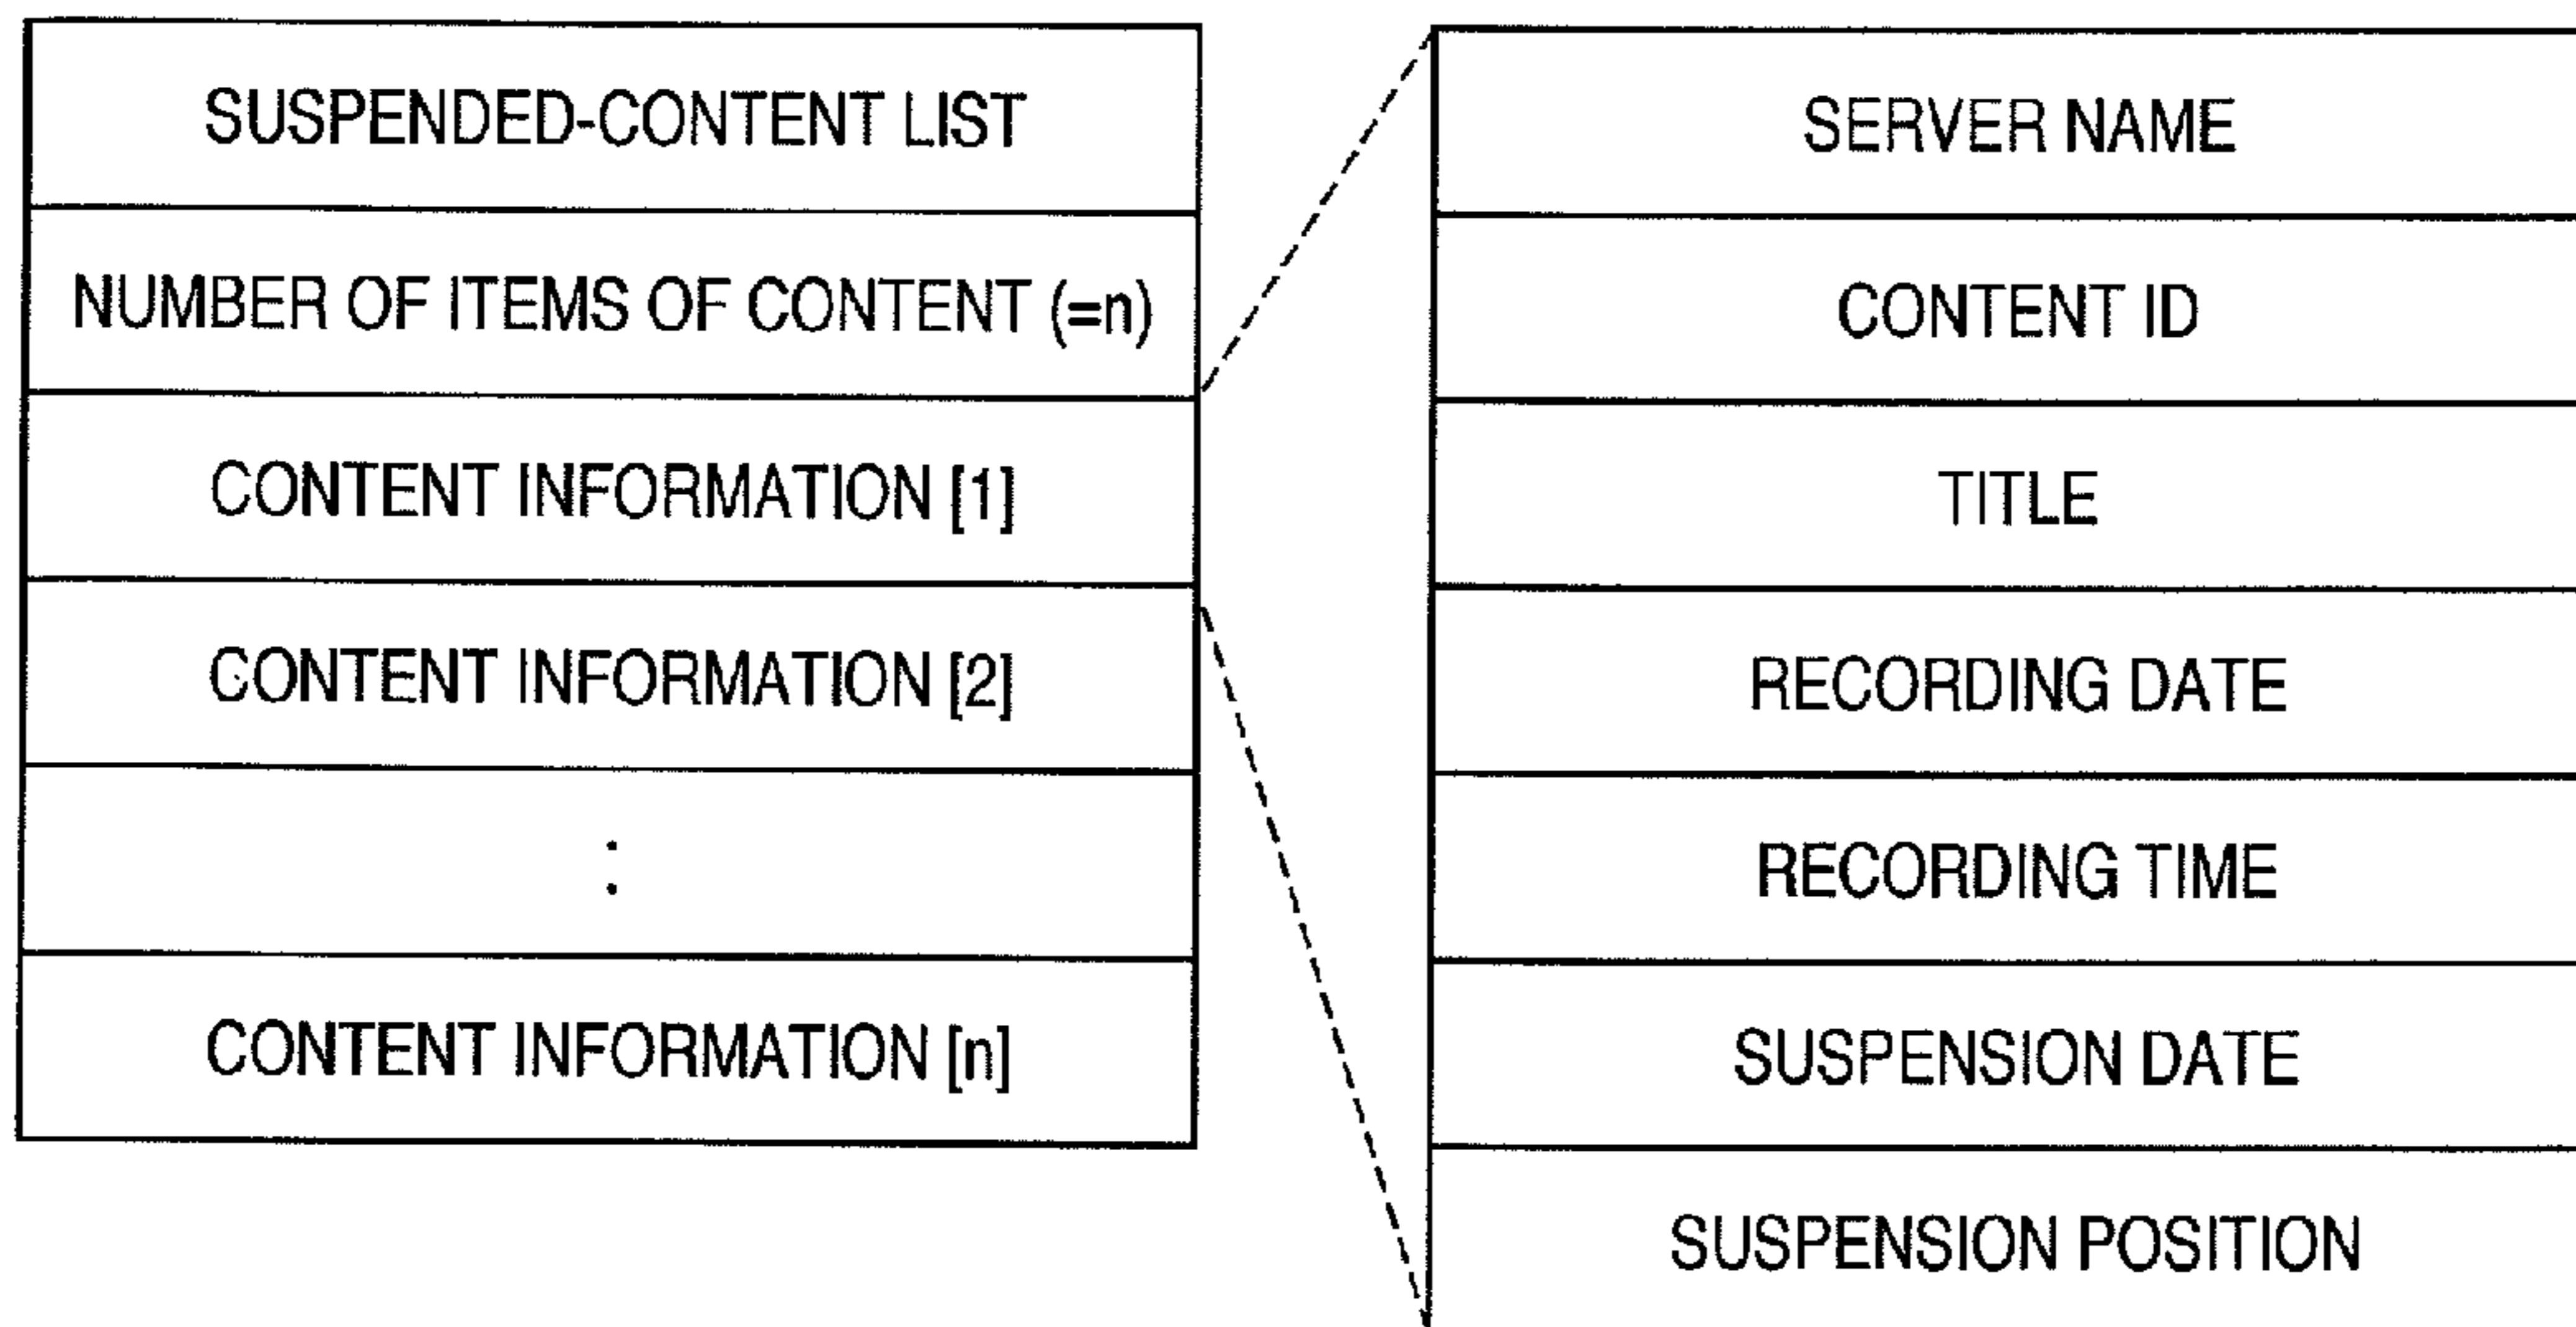 SUSPENDED-CONTENT LIST
NUMBER OF ITEMS OF CONTENT (=n)
CONTENT INFORMATION [1]
CONTENT INFORMATION [2]
:
CONTENT INFORMATION [n]
SERVER NAME
CONTENT ID
TITLE
RECORDING DATE
RECORDING TIME
SUSPENSION DATE
SUSPENSION POSITION